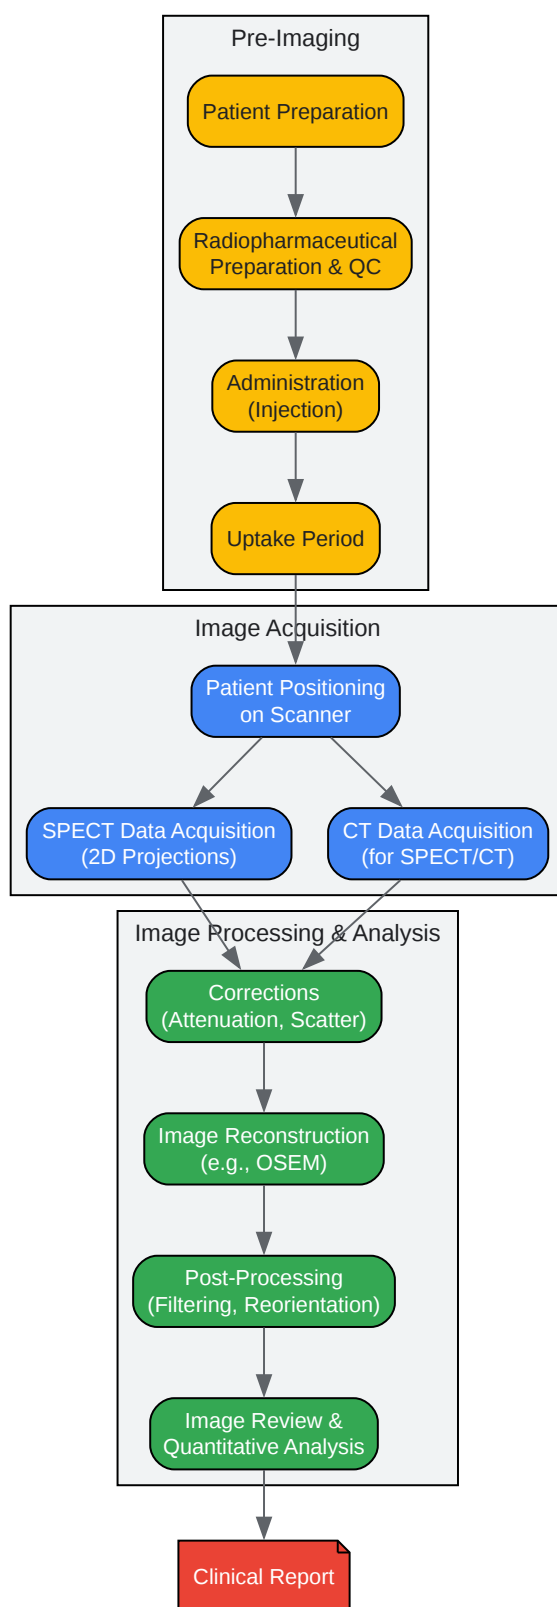 Pre-Imaging
Patient Preparation
Radiopharmaceutical
Preparation & QC
Administration
(Injection)
Uptake Period
Image Acquisition
Patient Positioning
on Scanner
SPECT Data Acquisition
(2D Projections)
CT Data Acquisition
(for SPECT/CT)
Image Processing & Analysis
Corrections
(Attenuation, Scatter)
Image Reconstruction
(e.g., OSEM)
Post-Processing
(Filtering, Reorientation)
Image Review &
Quantitative Analysis
Clinical Report